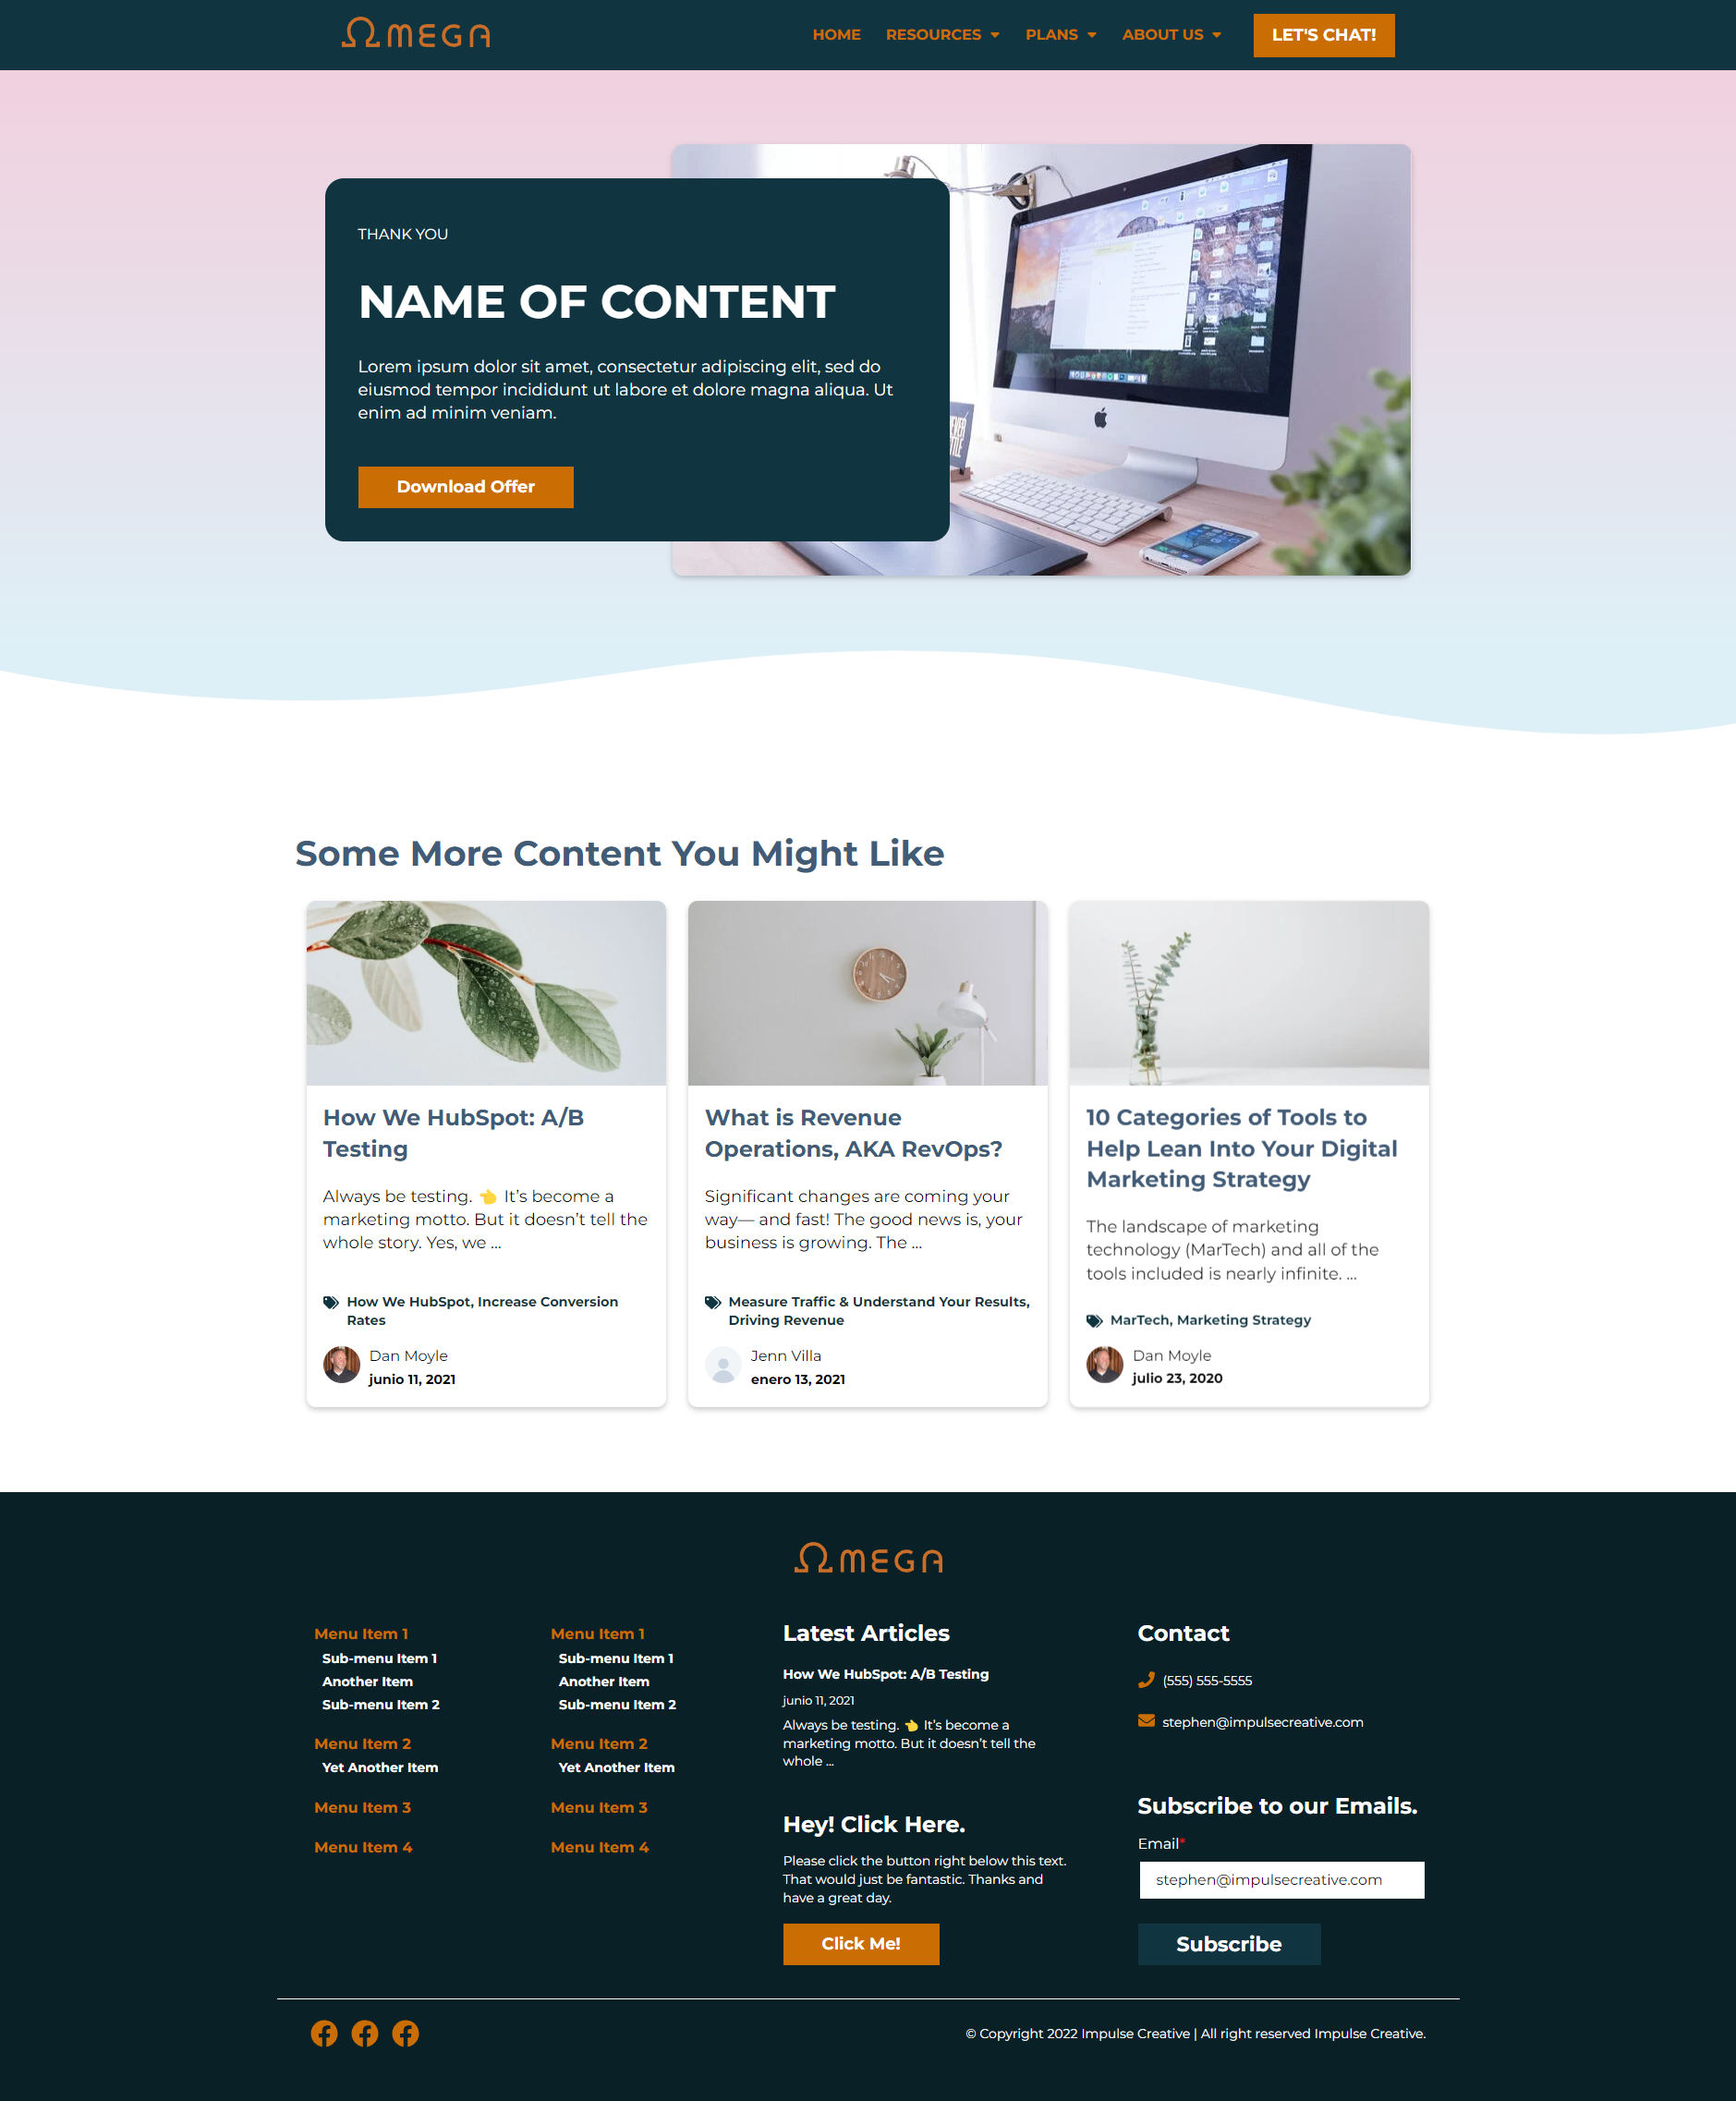 ΩMEGA
HOME RESOURCES PLANS ABOUT US LET'S CHAT!
THANK YOU
NAME OF CONTENT
Lorem ipsum dolor sit amet, consectetur adipiscing elit, sed do
eiusmod tempor incididunt ut labore et dolore magna aliqua. Ut
enim ad minim veniam.
Download Offer
Some More Content You Might Like
How We HubSpot: A/B
Testing
Always be testing. 👈 It’s become a
marketing motto. But it doesn’t tell the
whole story. Yes, we ...
How We HubSpot, Increase Conversion
Rates
Dan Moyle
junio 11, 2021
What is Revenue
Operations, AKA RevOps?
Significant changes are coming your
way— and fast! The good news is, your
business is growing. The ...
Measure Traffic & Understand Your Results,
Driving Revenue
Jenn Villa
enero 13, 2021
10 Categories of Tools to
Help Lean Into Your Digital
Marketing Strategy
The landscape of marketing
technology (MarTech) and all of the
tools included is nearly infinite. ...
MarTech, Marketing Strategy
Dan Moyle
julio 23, 2020
ΩMEGA
Menu Item 1
Sub-menu Item 1
Another Item
Sub-menu Item 2
Menu Item 2
Yet Another Item
Menu Item 3
Menu Item 4
Menu Item 1
Sub-menu Item 1
Another Item
Sub-menu Item 2
Menu Item 2
Yet Another Item
Menu Item 3
Menu Item 4
Latest Articles
How We HubSpot: A/B Testing
junio 11, 2021
Always be testing. 👈 It’s become a
marketing motto. But it doesn’t tell the
whole ...
Hey! Click Here.
Please click the button right below this text.
That would just be fantastic. Thanks and
have a great day.
Click Me!
Contact
(555) 555-5555
stephen@impulsecreative.com
Subscribe to our Emails.
Email*
stephen@impulsecreative.com
Subscribe
© Copyright 2022 Impulse Creative | All right reserved Impulse Creative.